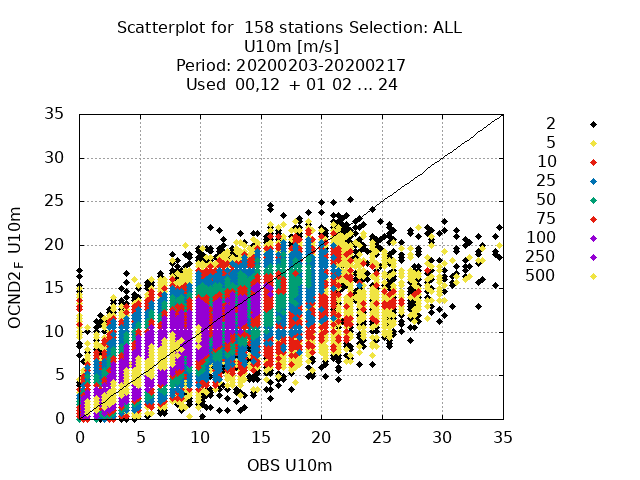 Scatterplot for  158 stations Selection: ALL
U10m [m/s]
Period: 20200203-20200217
Used  00,12  + 01 02 ... 24
35
30
25
20
15
10
5
0
0 5 10 15 20 25 30 35
OCND2_F U10m
OBS U10m
2
5
10
25
50
75
100
250
500